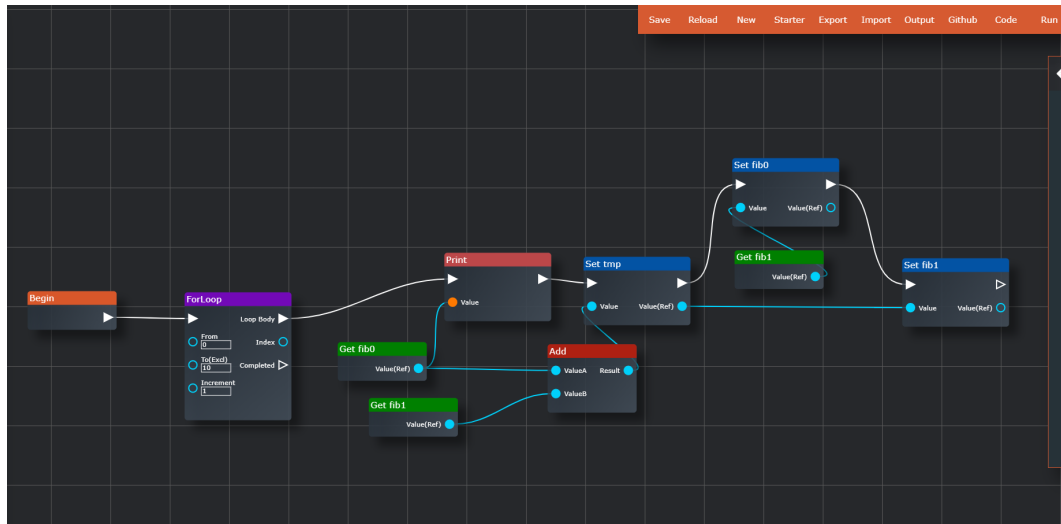 Save Reload New Starter Export Import Output Github Code Run
Set fib0
Value Value(Ref)
Get fib1
Value(Ref)
Set fib1
Value Value(Ref)
Print
Value
Set tmp
Value Value(Ref)
Begin
ForLoop
Loop Body
From
0
Index
To(Excl)
10
Completed
Increment
1
Get fib0
Value(Ref)
Add
ValueA Result
ValueB
Get fib1
Value(Ref)